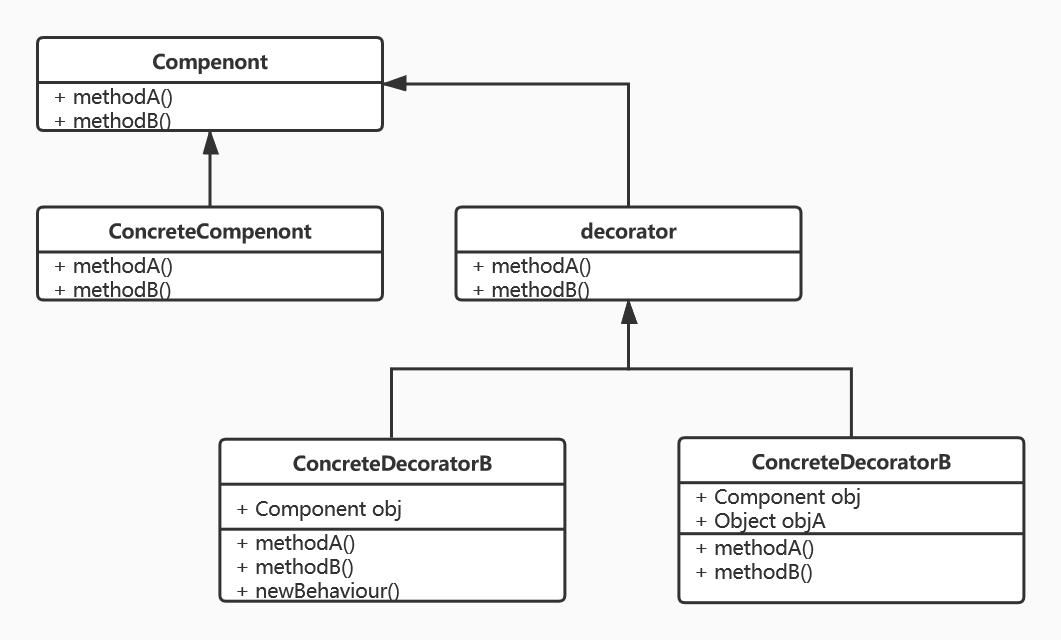 Compenont
+ methodA()
+ methodB()
ConcreteCompenont
+ methodA()
+ methodB()
decorator
+ methodA()
+ methodB()
ConcreteDecoratorB
+ Component obj
+ methodA()
+ methodB()
+ newBehaviour()
ConcreteDecoratorB
+ Component obj
+ Object objA
+ methodA()
+ methodB()